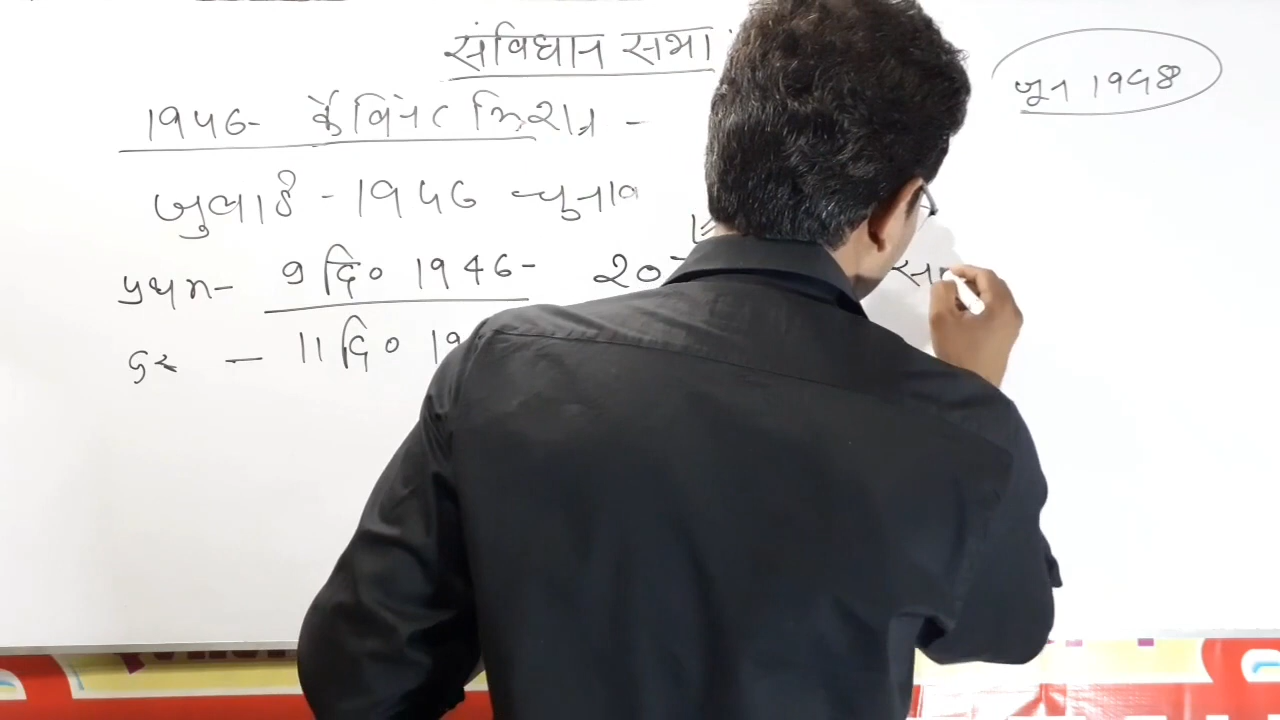 संविधान सभा
जून 1948
1946- कैबिनेट मिशन -
जुलाई - 1946 चुनाव
प्रथम- 9 दि० 1946- 20
11 दि० 19